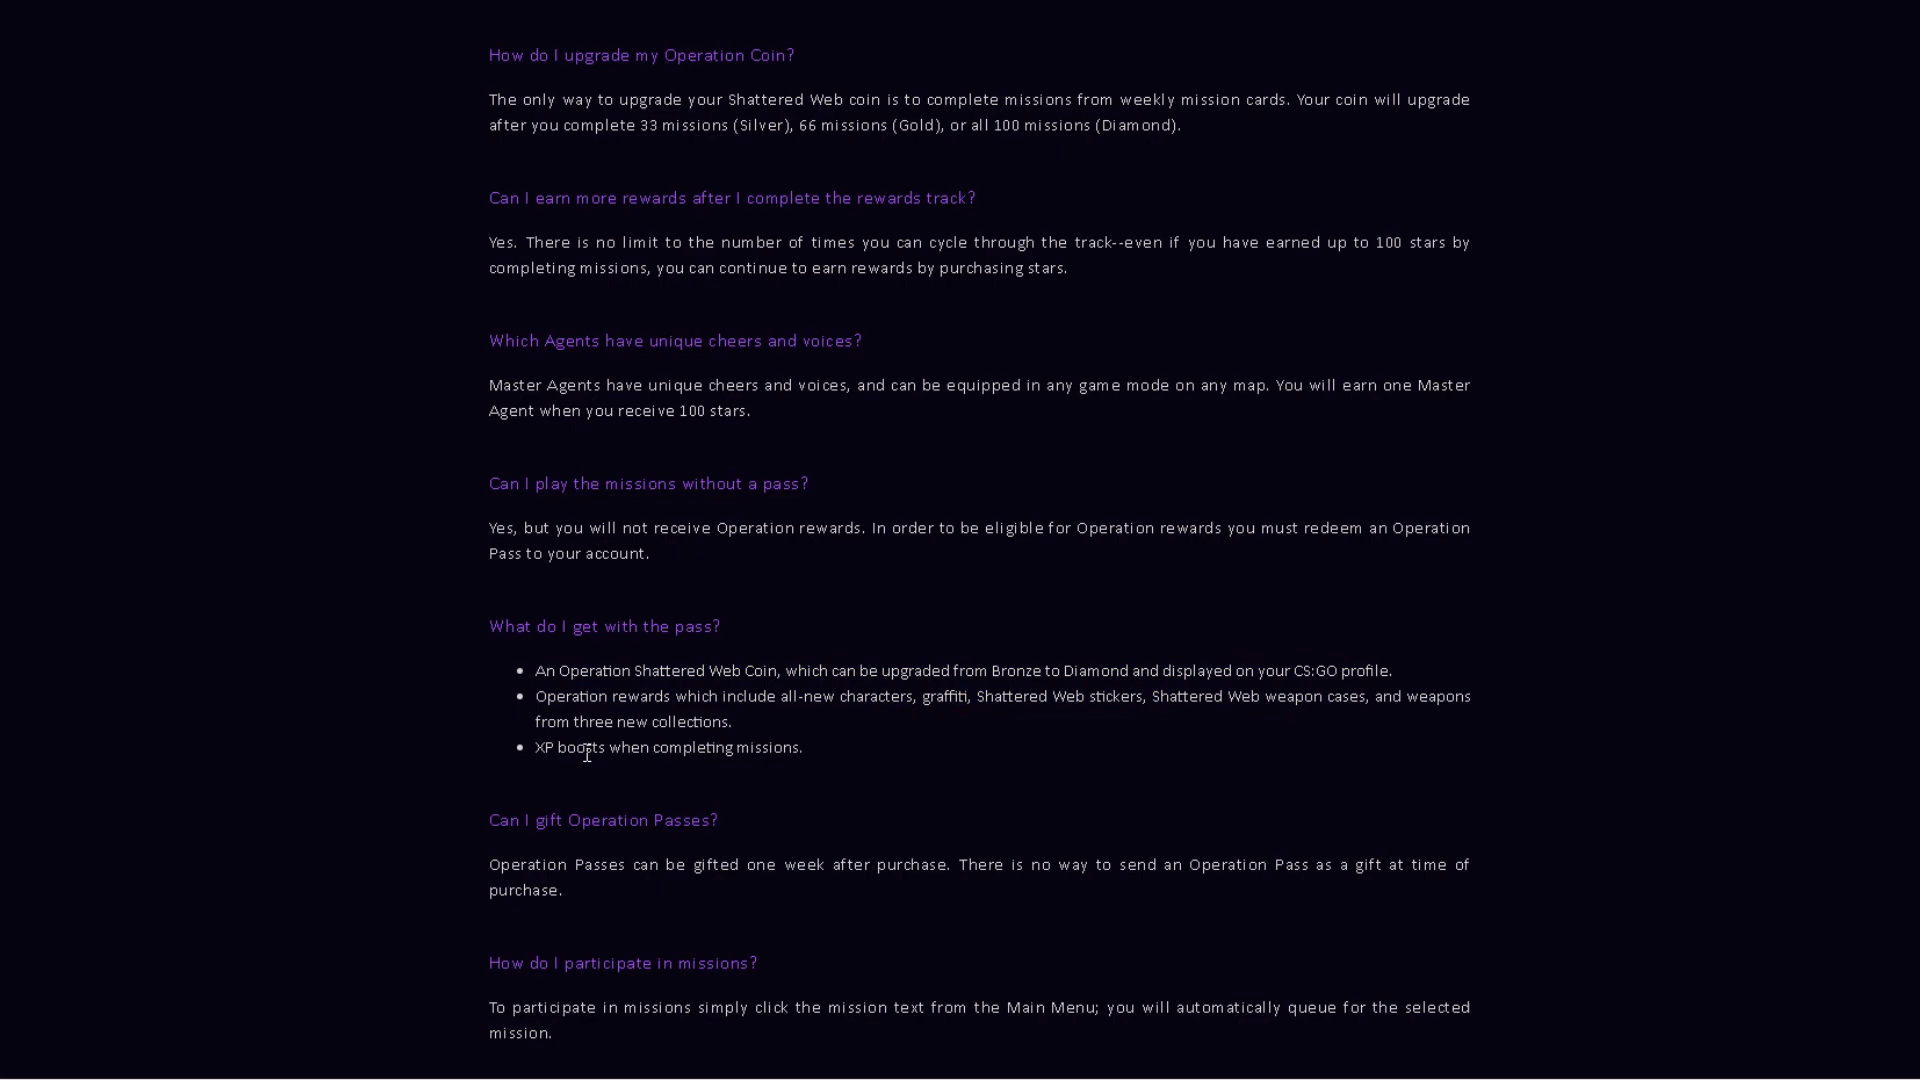 How do I upgrade my Operation Coin?
The only way to upgrade your Shattered Web coin is to complete missions from weekly mission cards. Your coin will upgrade
after you complete 33 missions (Silver), 66 missions (Gold), or all 100 missions (Diamond).
Can I earn more rewards after I complete the rewards track?
Yes. There is no limit to the number of times you can cycle through the track--even if you have earned up to 100 stars by
completing missions, you can continue to earn rewards by purchasing stars.
Which Agents have unique cheers and voices?
Master Agents have unique cheers and voices, and can be equipped in any game mode on any map. You will earn one Master
Agent when you receive 100 stars.
Can I play the missions without a pass?
Yes, but you will not receive Operation rewards. In order to be eligible for Operation rewards you must redeem an Operation
Pass to your account.
What do I get with the pass?
• An Operation Shattered Web Coin, which can be upgraded from Bronze to Diamond and displayed on your CS:GO profile.
• Operation rewards which include all-new characters, graffiti, Shattered Web stickers, Shattered Web weapon cases, and weapons
from three new collections.
• XP boosts when completing missions.
Can I gift Operation Passes?
Operation Passes can be gifted one week after purchase. There is no way to send an Operation Pass as a gift at time of
purchase.
How do I participate in missions?
To participate in missions simply click the mission text from the Main Menu; you will automatically queue for the selected
mission.